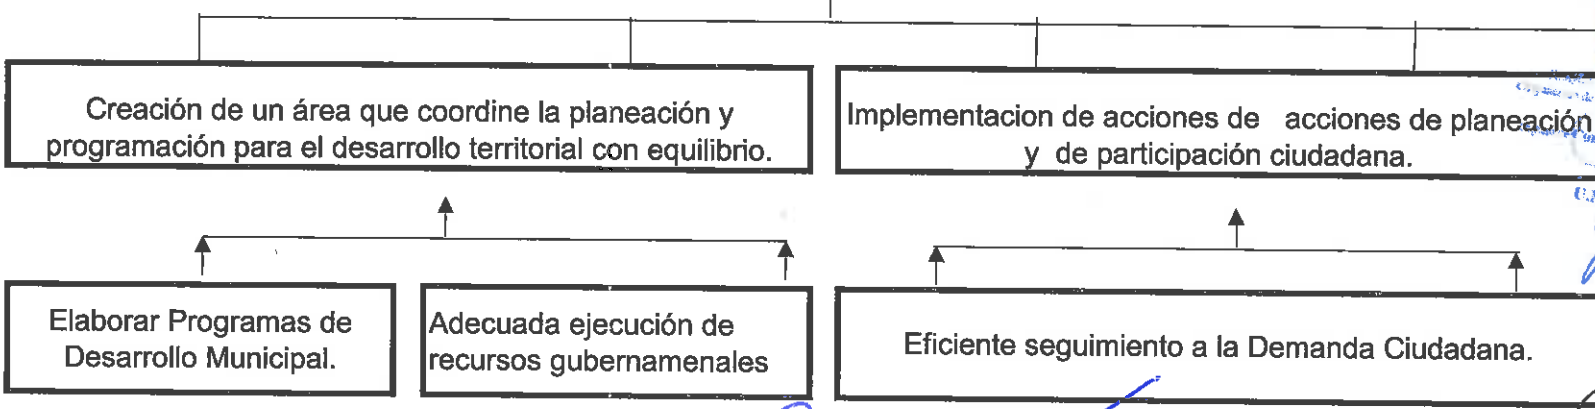 Creación de un área que coordine la planeación y
programación para el desarrollo territorial con equilibrio.
Implementacion de acciones de acciones de planeación
y de participación ciudadana.
Elaborar Programas de
Desarrollo Municipal.
Adecuada ejecución de
recursos gubernamenales
Eficiente seguimiento a la Demanda Ciudadana.